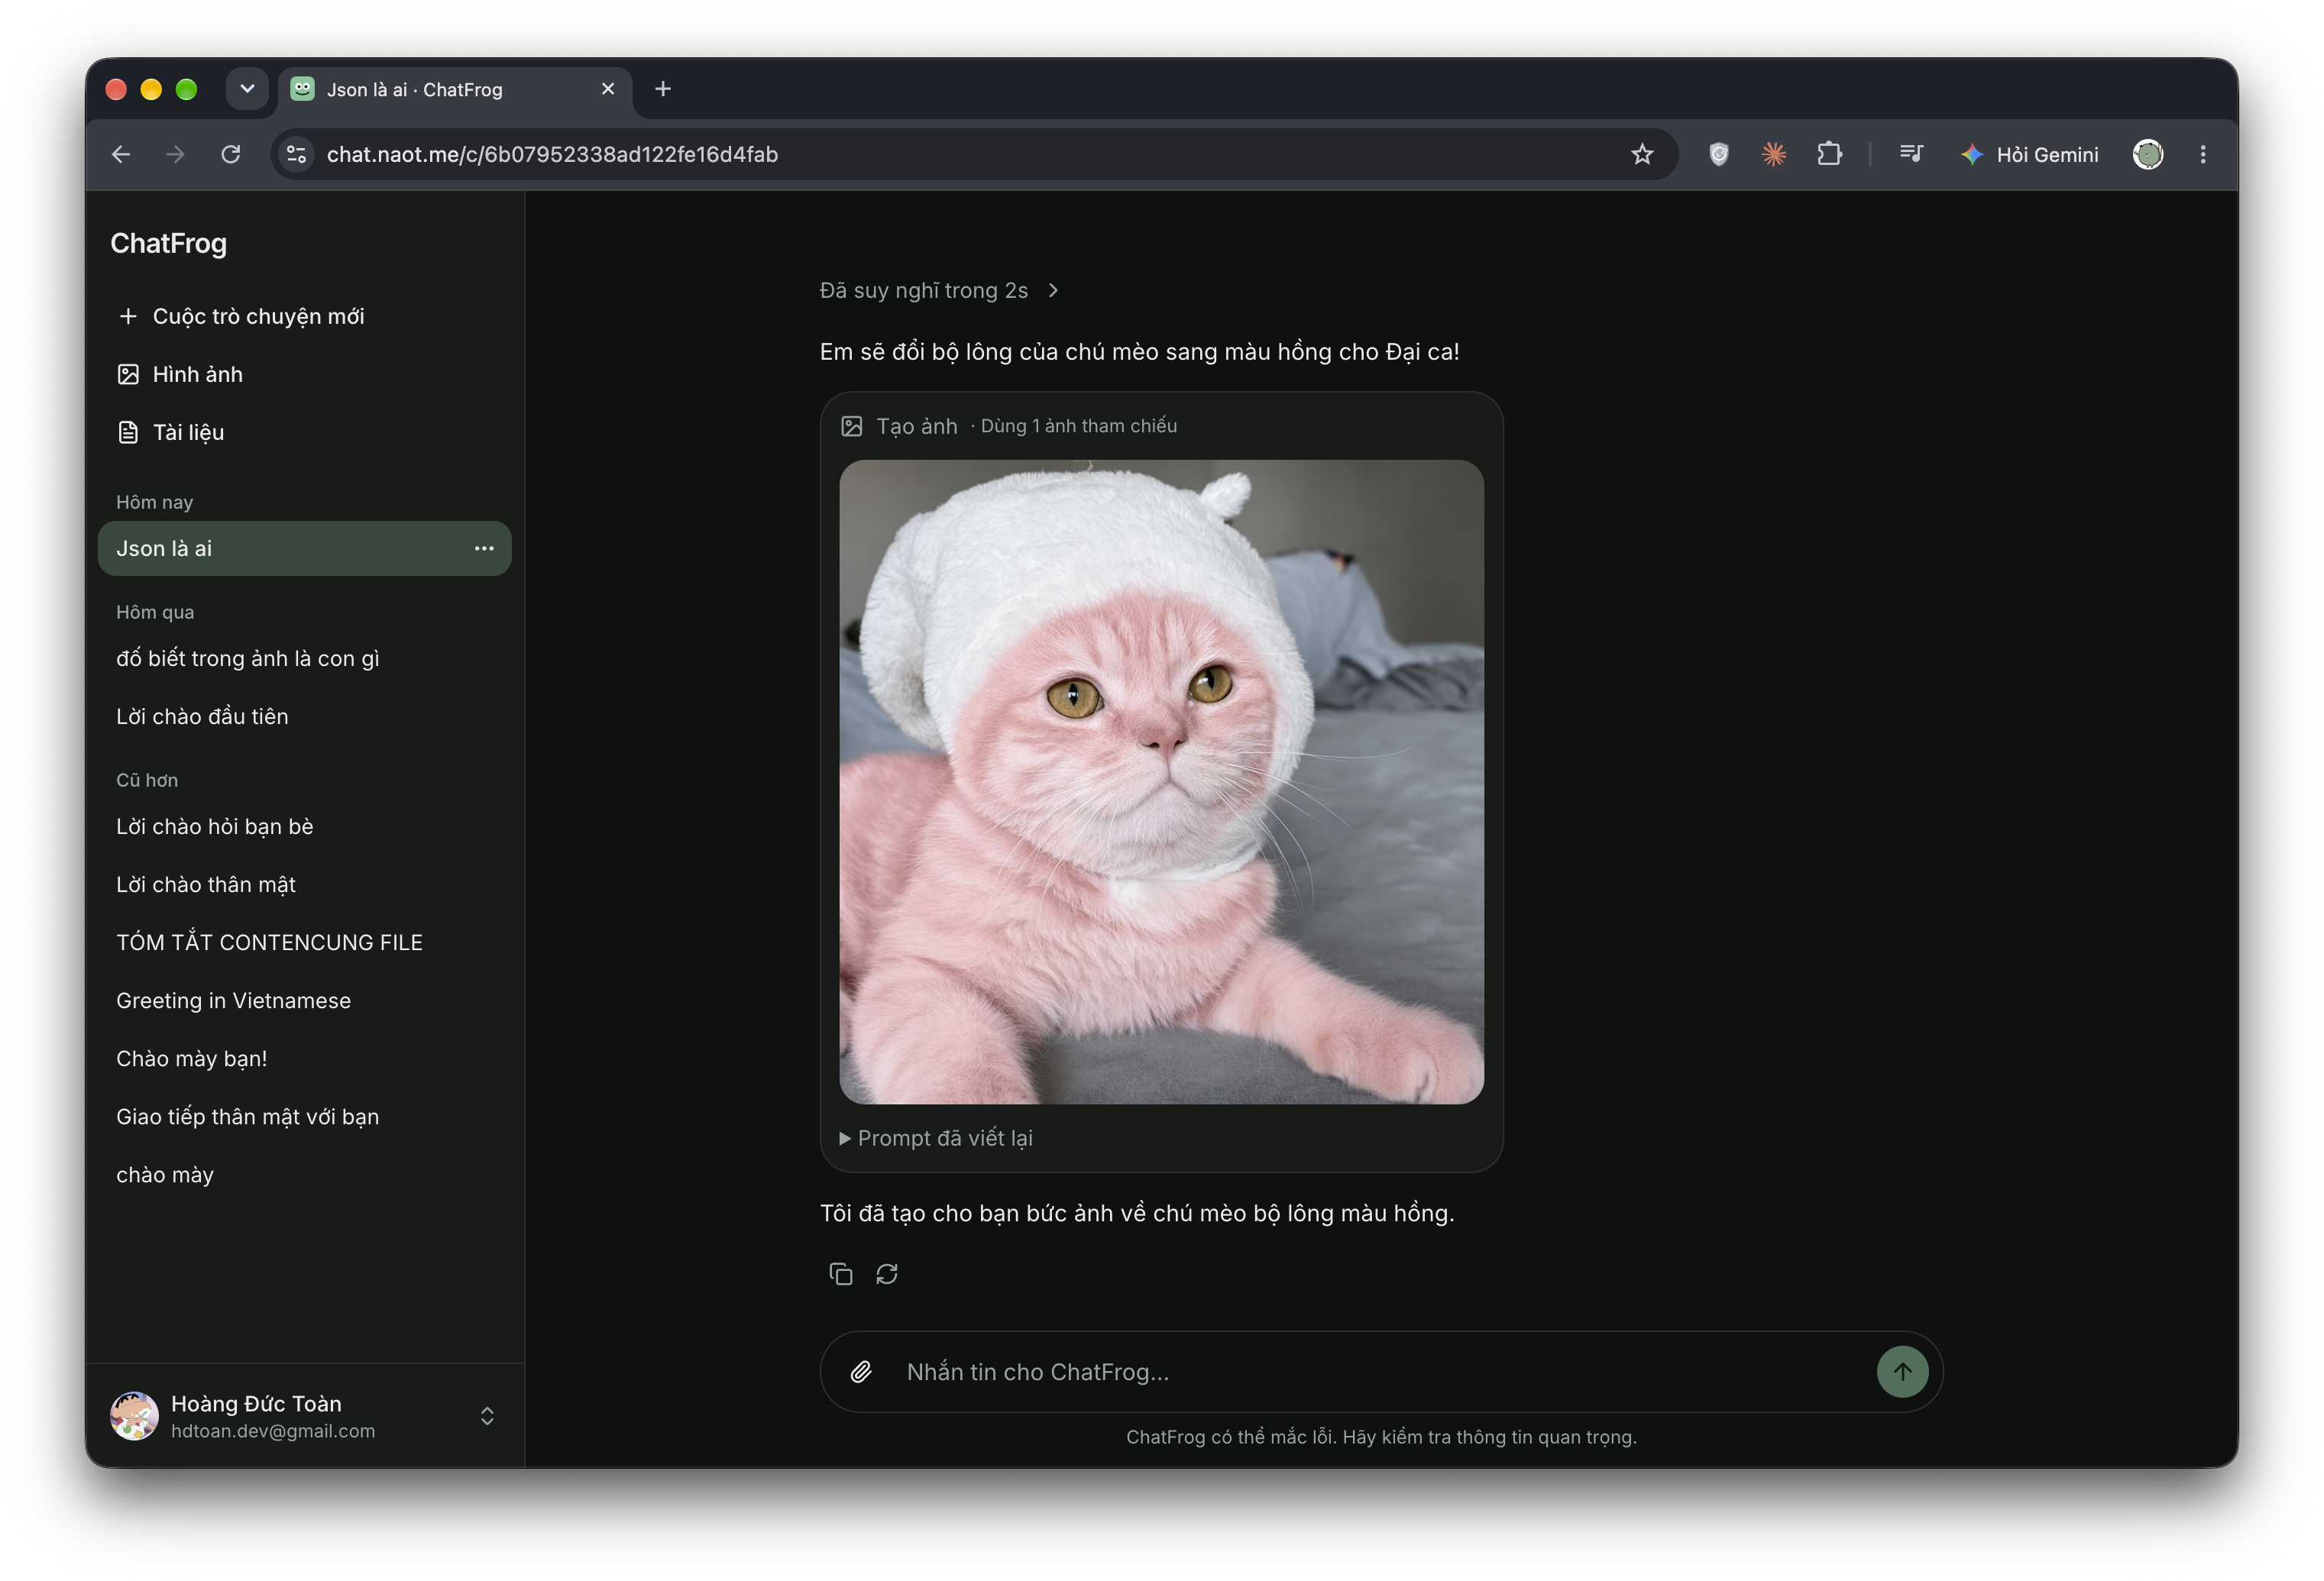 Json là ai · ChatFrog
chat.naot.me/c/6b07952338ad122fe16d4fab
Hỏi Gemini
ChatFrog
Cuộc trò chuyện mới
Hình ảnh
Tài liệu
Hôm nay
Json là ai
Hôm qua
đố biết trong ảnh là con gì
Lời chào đầu tiên
Cũ hơn
Lời chào hỏi bạn bè
Lời chào thân mật
TÓM TẮT CONTENCUNG FILE
Greeting in Vietnamese
Chào mày bạn!
Giao tiếp thân mật với bạn
chào mày
Hoàng Đức Toàn
hdtoan.dev@gmail.com
Đã suy nghĩ trong 2s
Em sẽ đổi bộ lông của chú mèo sang màu hồng cho Đại ca!
Tạo ảnh · Dùng 1 ảnh tham chiếu
Prompt đã viết lại
Tôi đã tạo cho bạn bức ảnh về chú mèo bộ lông màu hồng.
Nhắn tin cho ChatFrog...
ChatFrog có thể mắc lỗi. Hãy kiểm tra thông tin quan trọng.